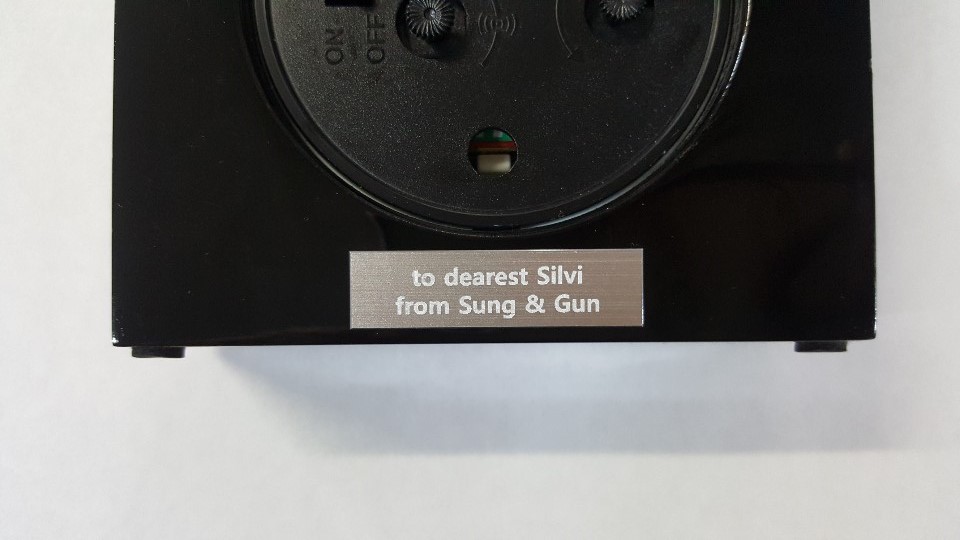 ON
OFF
to dearest Silvi
from Sung & Gun